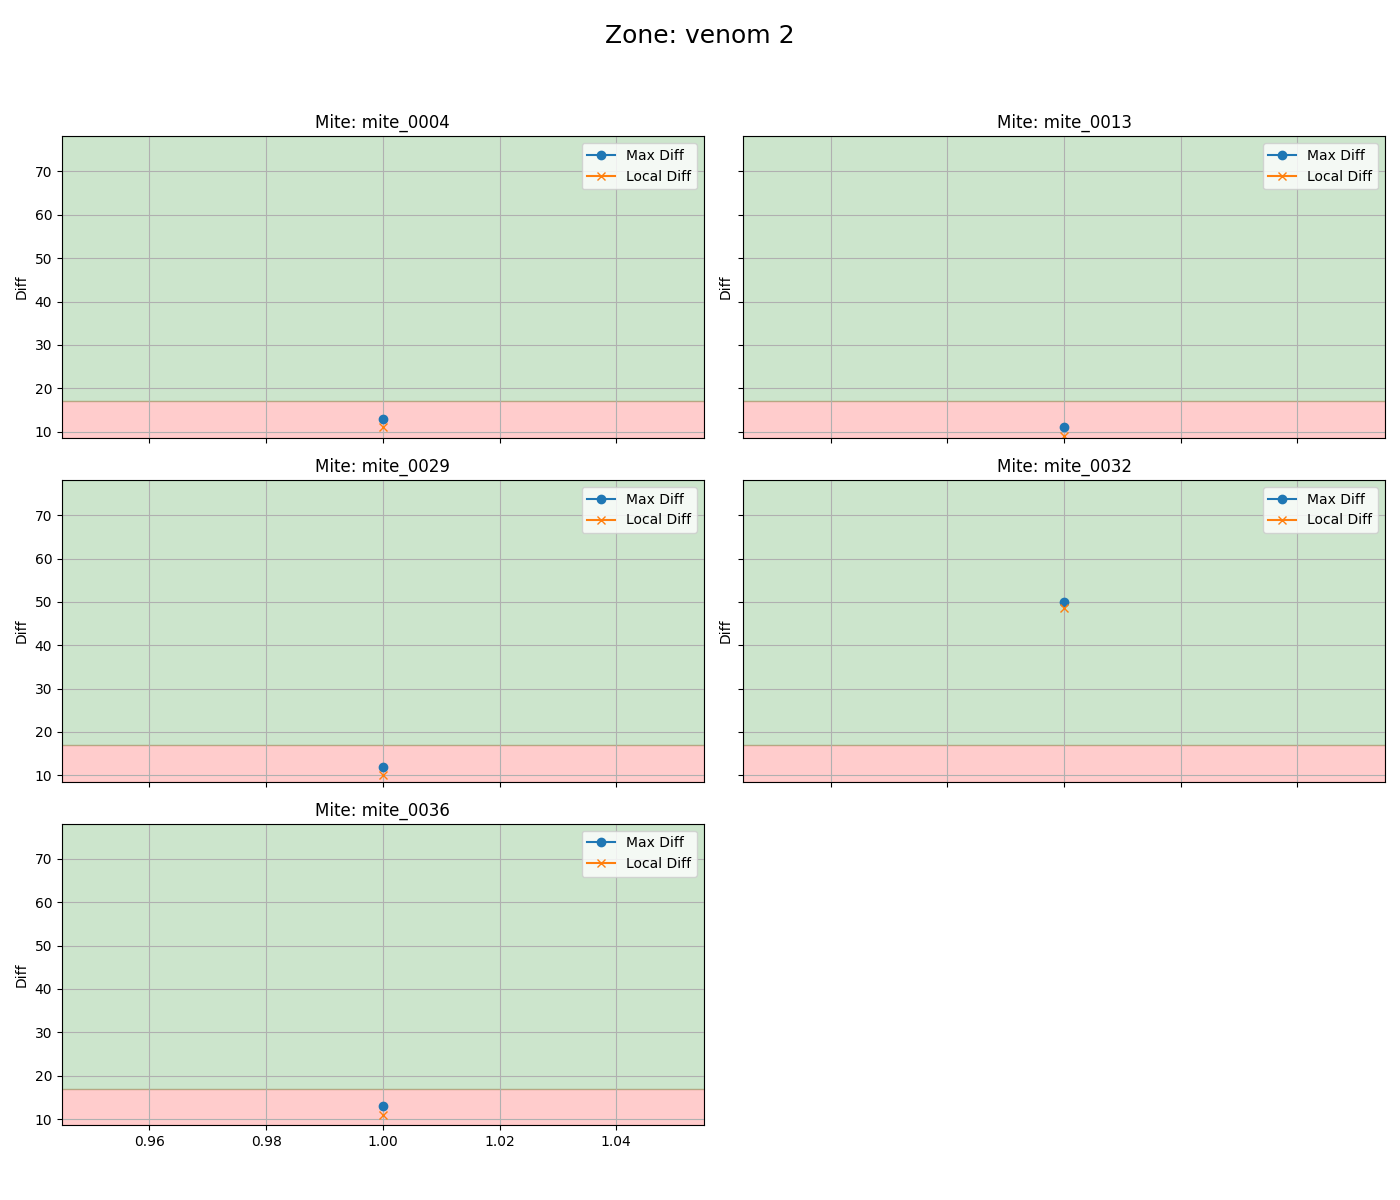 Zone: venom 2
Mite: mite_0004
Max Diff
Local Diff
Diff
70
60
50
40
30
20
10
Mite: mite_0013
Max Diff
Local Diff
Diff
Mite: mite_0029
Max Diff
Local Diff
Diff
70
60
50
40
30
20
10
Mite: mite_0032
Max Diff
Local Diff
Diff
Mite: mite_0036
Max Diff
Local Diff
Diff
70
60
50
40
30
20
10
0.96 0.98 1.00 1.02 1.04